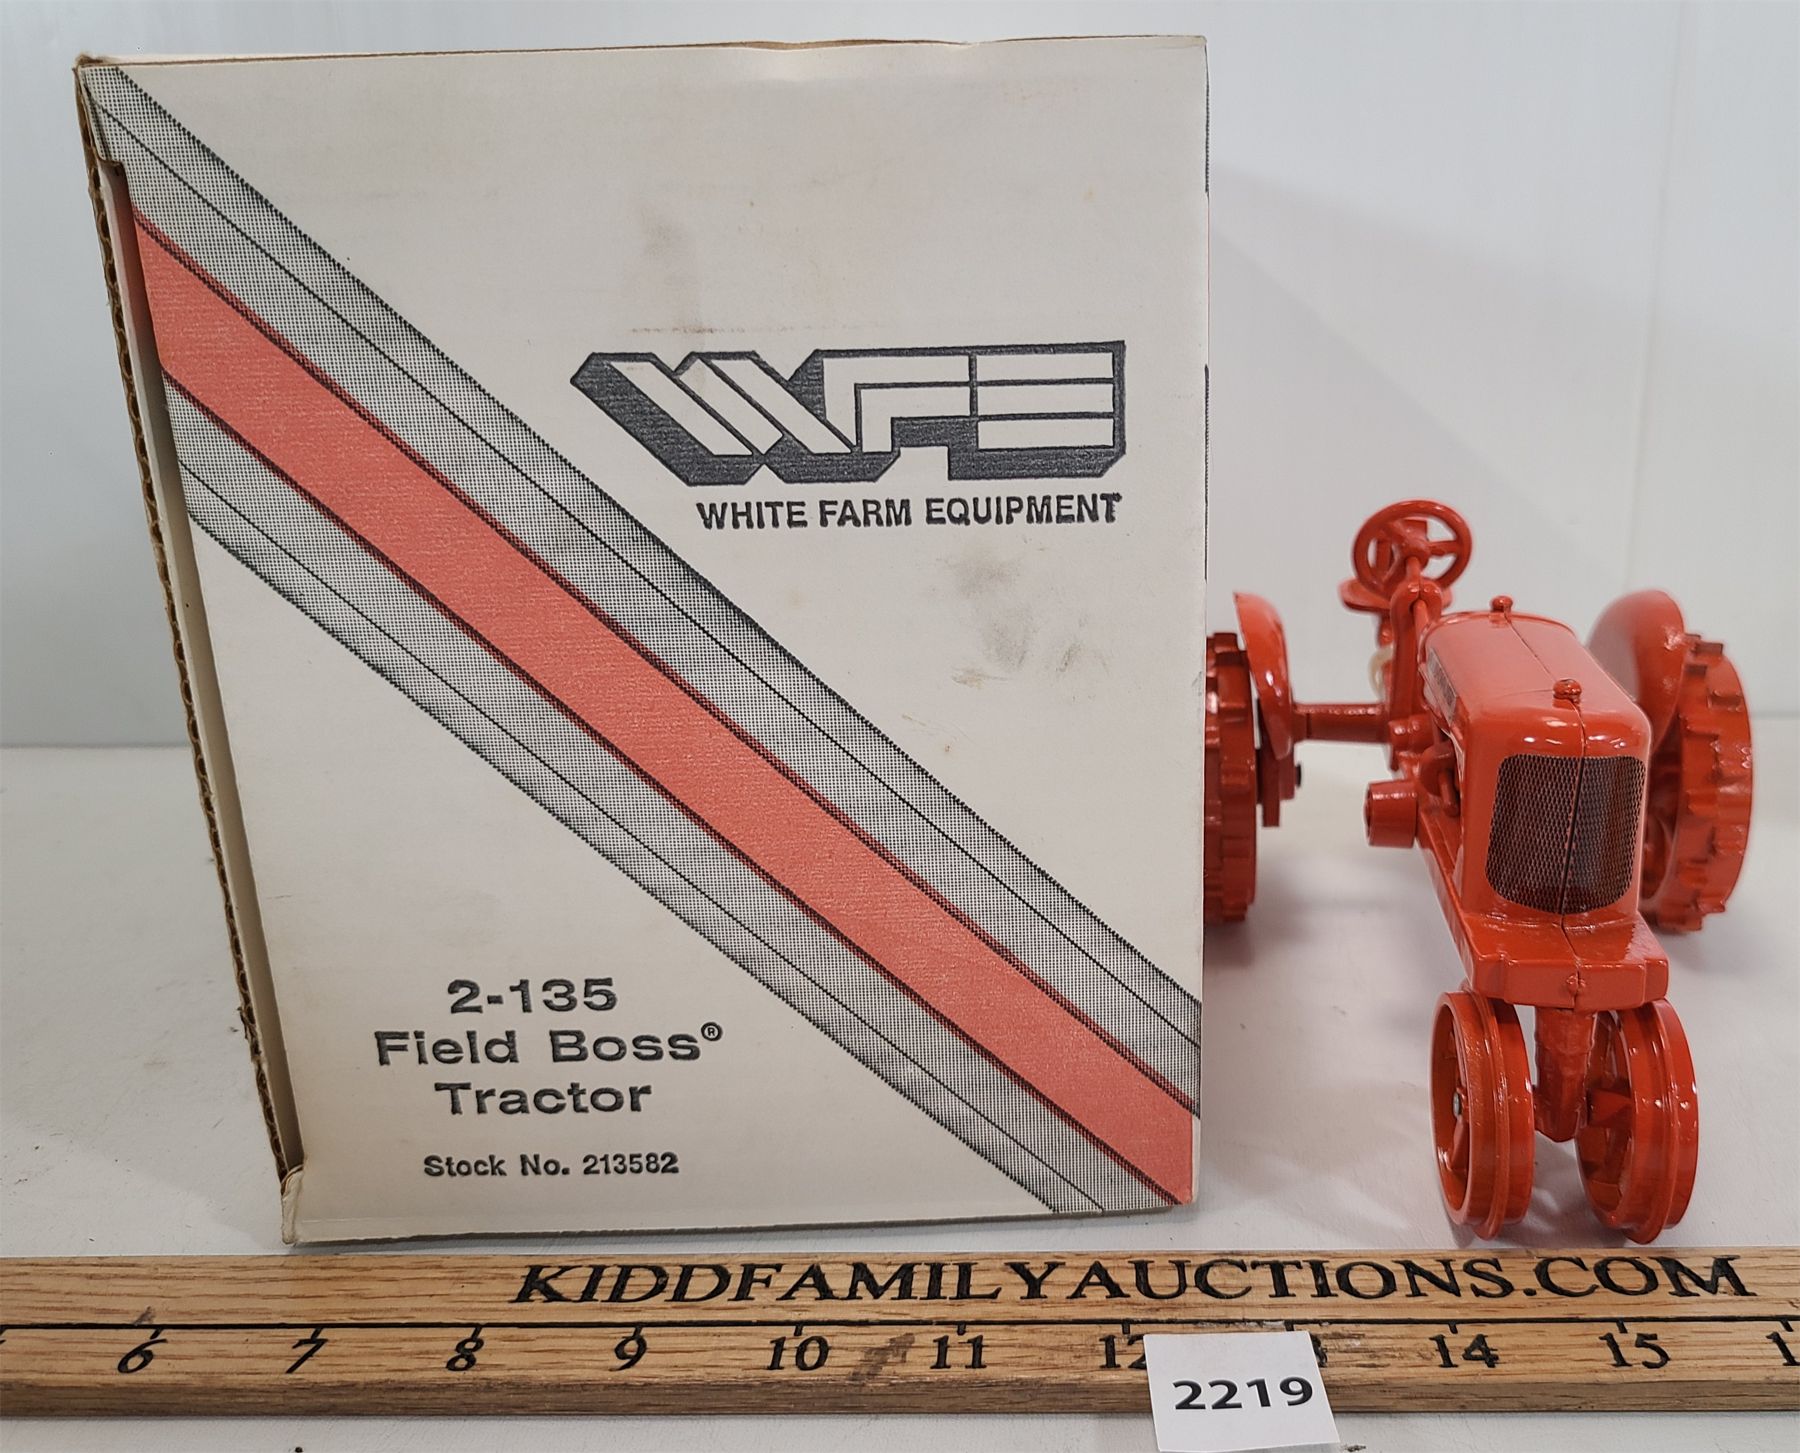 WFE
WHITE FARM EQUIPMENT
2-135
Field Boss®
Tractor
Stock No. 213582
KIDDFAMILYAUCTIONS.COM
6 7 8 9 10 11 12 14 15
2219